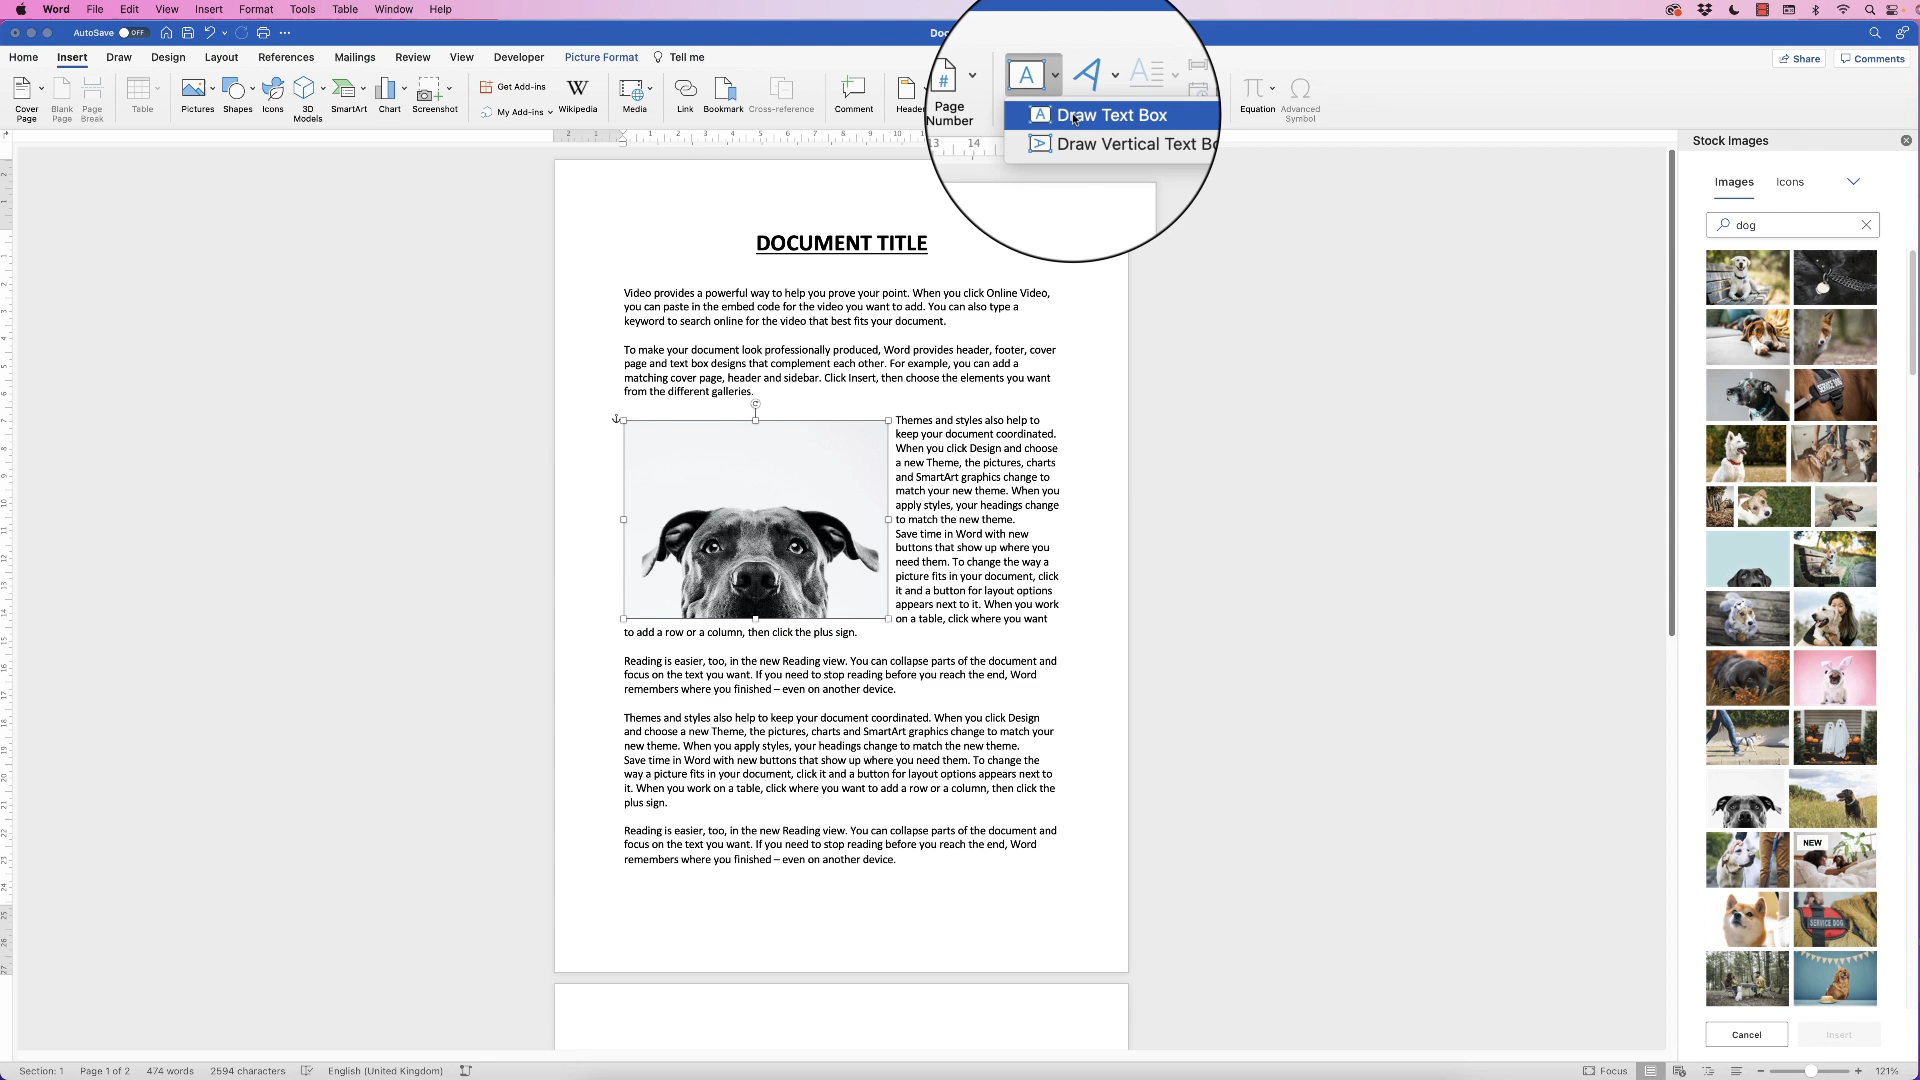 Word File Edit View Insert Format Tools Table Window Help
AutoSave OFF
Home Insert Draw Design Layout References Mailings Review View Developer Picture Format Tell me
Share Comments
Cover Page
Blank Page
Page Break
Table
Pictures
Shapes
Icons
3D Models
SmartArt
Chart
Screenshot
Get Add-ins
My Add-ins
Wikipedia
Media
Link
Bookmark
Cross-reference
Comment
Page Number
Draw Text Box
Draw Vertical Text
Equation
Advanced Symbol
Stock Images
Images Icons
dog
DOCUMENT TITLE
Video provides a powerful way to help you prove your point. When you click Online Video,
you can paste in the embed code for the video you want to add. You can also type a
keyword to search online for the video that best fits your document.
To make your document look professionally produced, Word provides header, footer, cover
page and text box designs that complement each other. For example, you can add a
matching cover page, header and sidebar. Click Insert, then choose the elements you want
from the different galleries.
Themes and styles also help to
keep your document coordinated.
When you click Design and choose
a new Theme, the pictures, charts
and SmartArt graphics change to
match your new theme. When you
apply styles, your headings change
to match the new theme.
Save time in Word with new
buttons that show up where you
need them. To change the way a
picture fits in your document, click
it and a button for layout options
appears next to it. When you work
on a table, click where you want
to add a row or a column, then click the plus sign.
Reading is easier, too, in the new Reading view. You can collapse parts of the document and
focus on the text you want. If you need to stop reading before you reach the end, Word
remembers where you finished – even on another device.
Themes and styles also help to keep your document coordinated. When you click Design
and choose a new Theme, the pictures, charts and SmartArt graphics change to match your
new theme. When you apply styles, your headings change to match the new theme.
Save time in Word with new buttons that show up where you need them. To change the
way a picture fits in your document, click it and a button for layout options appears next to
it. When you work on a table, click where you want to add a row or a column, then click the
plus sign.
Reading is easier, too, in the new Reading view. You can collapse parts of the document and
focus on the text you want. If you need to stop reading before you reach the end, Word
remembers where you finished – even on another device.
SERVICE DOG
NEW
SERVICE DOG
Cancel Insert
Section: 1 Page 1 of 2 474 words 2594 characters English (United Kingdom) Focus 121%